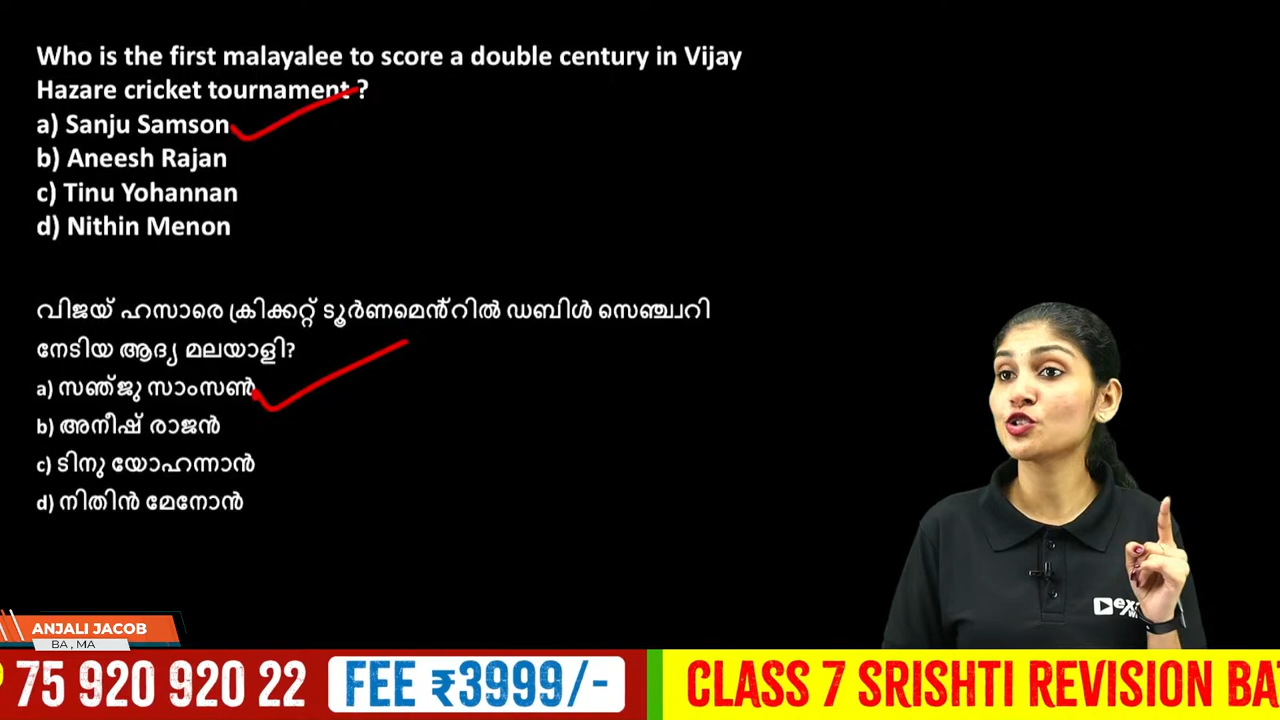 Who is the first malayalee to score a double century in Vijay
Hazare cricket tournament ?
a) Sanju Samson
b) Aneesh Rajan
c) Tinu Yohannan
d) Nithin Menon
വിജയ് ഹസാരെ ക്രിക്കറ്റ് ടൂർണമെൻ്റിൽ ഡബിൾ സെഞ്ച്വറി
നേടിയ ആദ്യ മലയാളി?
a) സഞ്ജു സാംസൺ
b) അനീഷ് രാജൻ
c) ടിനു യോഹന്നാൻ
d) നിതിൻ മേനോൻ
ANJALI JACOB
BA , MA
75 920 920 22 FEE ₹3999/- CLASS 7 SRISHTI REVISION